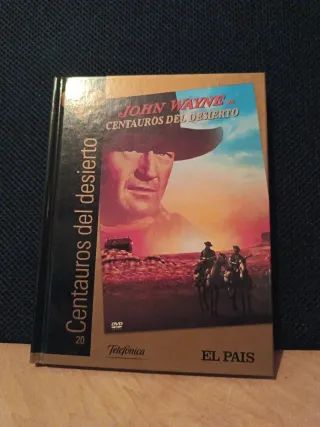 JOHN WAYNE en
CENTAUROS DEL DESIERTO
Centauros del desierto
20
DVD
Telefónica
EL PAIS